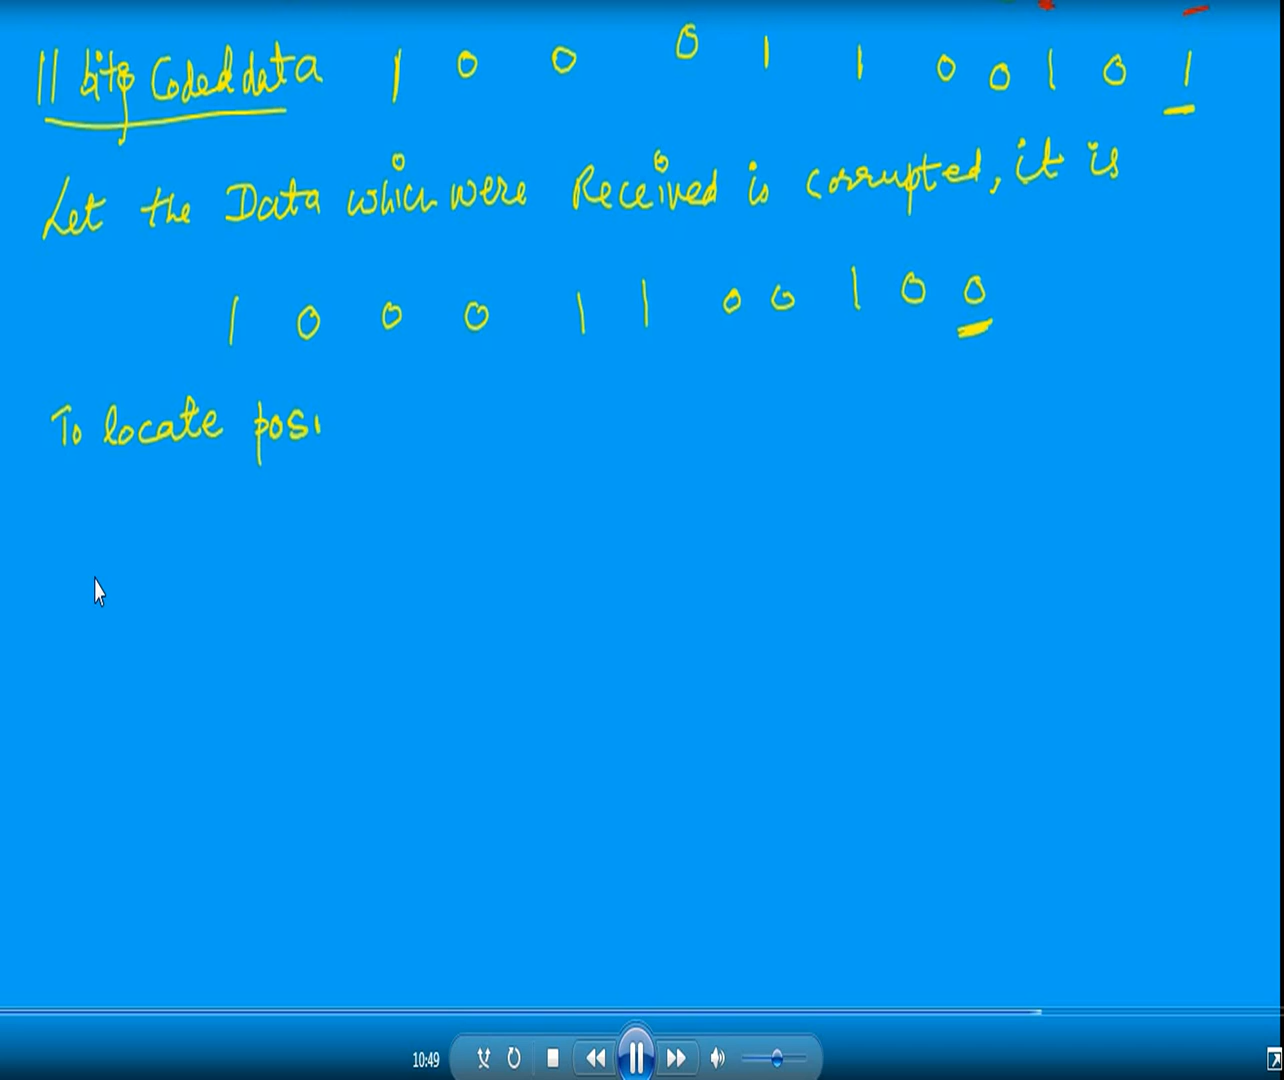 11 bits Coded data 1 0 0 0 1 1 0 0 1 0 1
Let the Data which were Received is corrupted, it is
1 0 0 0 1 1 0 0 1 0 0
To locate posi
10:49